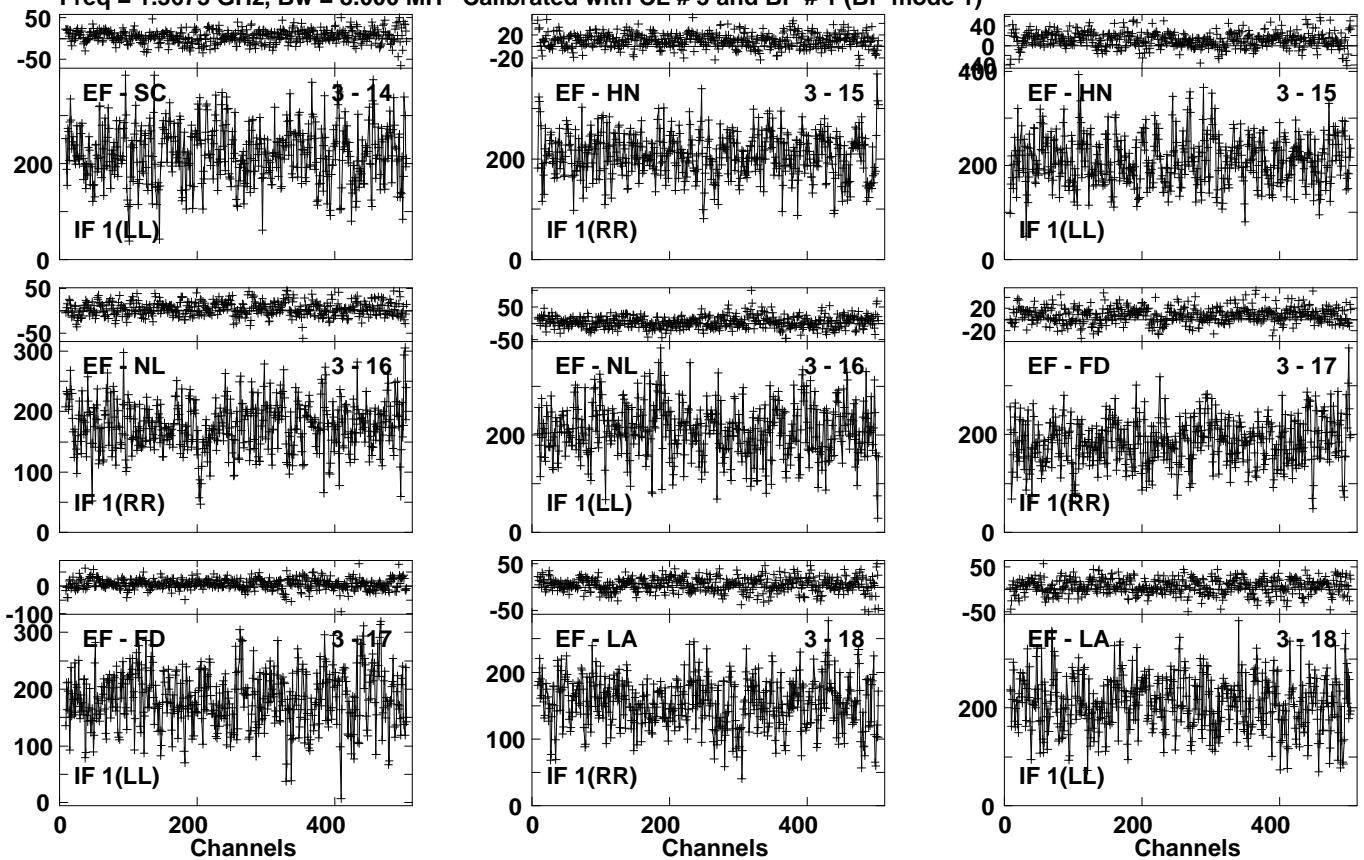 Freq = 1.3675 GHz, Bw = 8.000 MH Calibrated with CL # 3 and BP # 1 (BP mode 1)
50
-50
EF - SC 3 - 14
200
IF 1(LL)
0
20
-20
EF - HN 3 - 15
200
IF 1(RR)
0
40
0
-40
400
EF - HN 3 - 15
200
IF 1(LL)
0
50
-50
300
EF - NL 3 - 16
200
100
IF 1(RR)
0
50
-50
EF - NL 3 - 16
200
IF 1(LL)
0
20
-20
EF - FD 3 - 17
200
IF 1(RR)
0
0
-100
300
EF - FD 3 - 17
200
100
IF 1(LL)
0
0 200 400
Channels
50
-50
EF - LA 3 - 18
200
100
IF 1(RR)
0
0 200 400
Channels
50
-50
EF - LA 3 - 18
200
IF 1(LL)
0
0 200 400
Channels